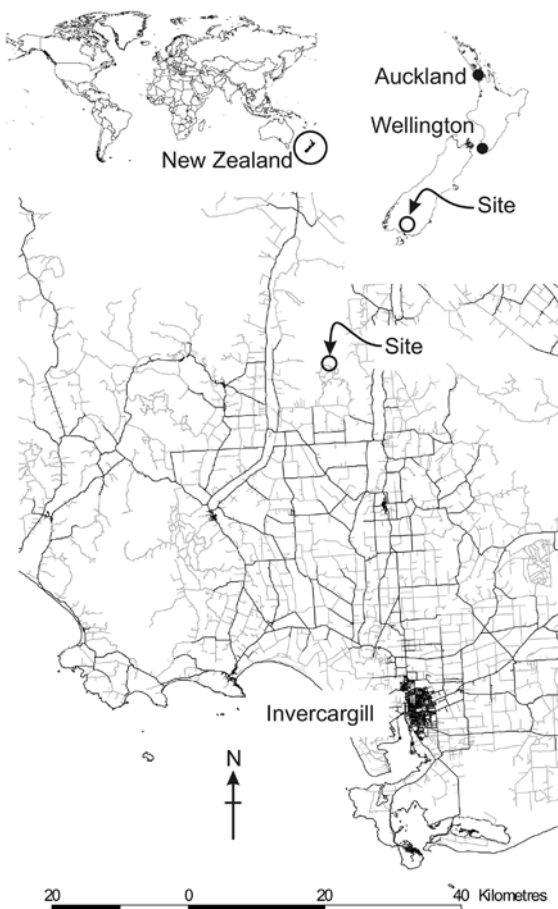 Auckland
Wellington
New Zealand
Site
Site
Invercargill
N
20 0 20 40 Kilometres